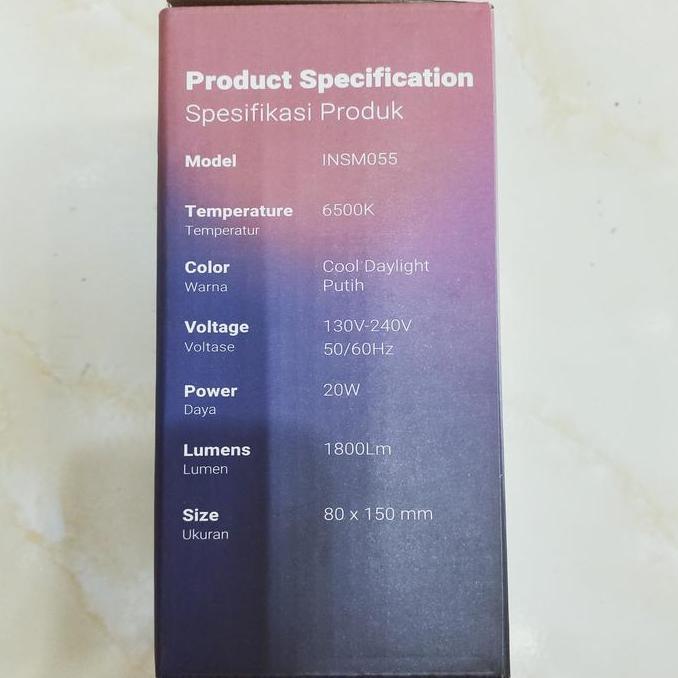 Product Specification
Spesifikasi Produk
Model INSM055
Temperature 6500K
Temperatur
Color Cool Daylight
Warna Putih
Voltage 130V-240V
Voltase 50/60Hz
Power 20W
Daya
Lumens 1800Lm
Lumen
Size 80 x 150 mm
Ukuran